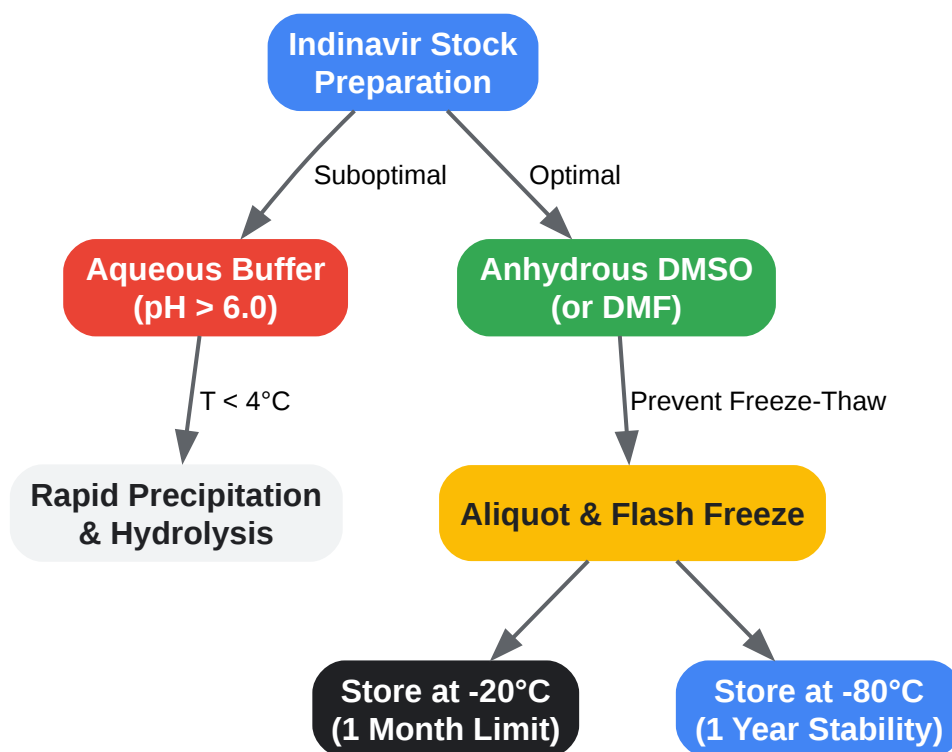 Indinavir Stock
Preparation
Suboptimal
Optimal
Aqueous Buffer
(pH > 6.0)
Anhydrous DMSO
(or DMF)
T < 4°C
Prevent Freeze-Thaw
Rapid Precipitation
& Hydrolysis
Aliquot & Flash Freeze
Store at -20°C
(1 Month Limit)
Store at -80°C
(1 Year Stability)